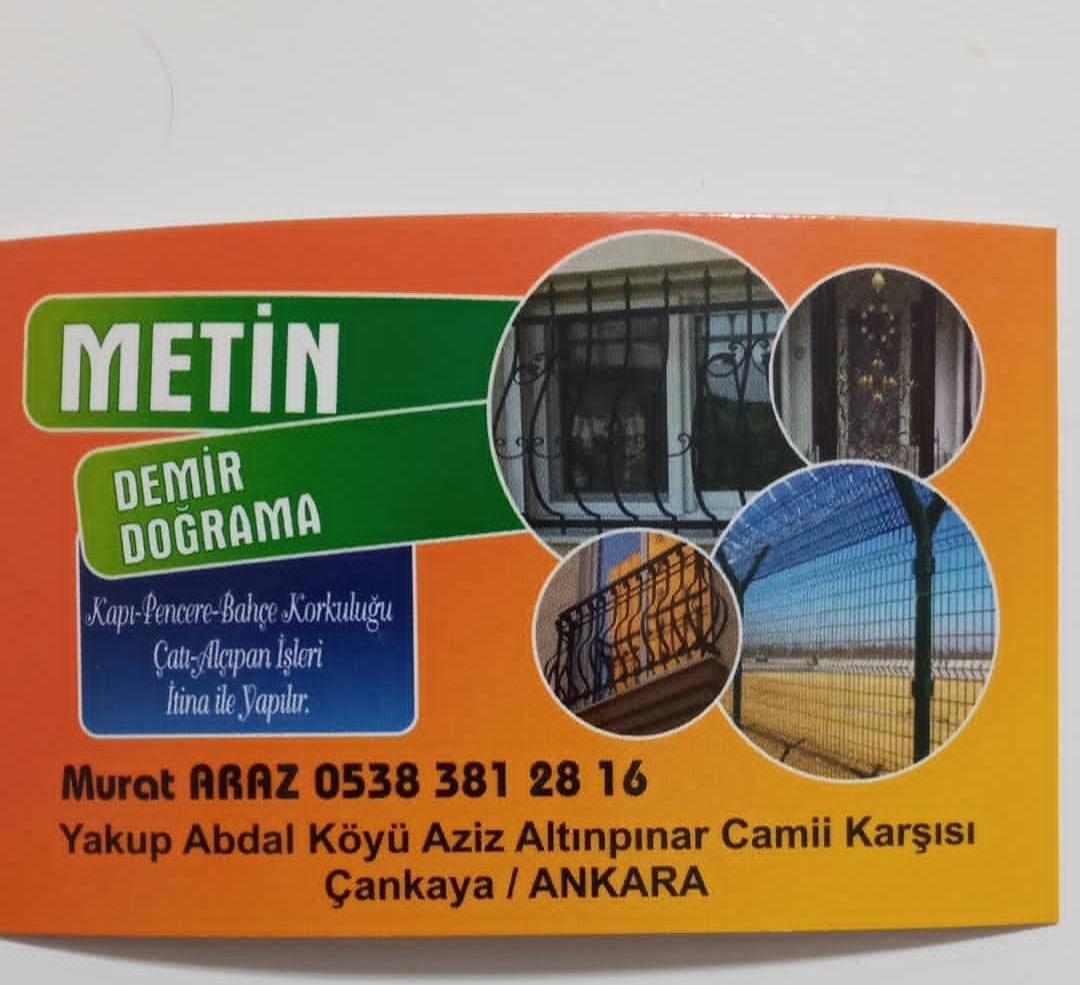 METİN
DEMİR
DOĞRAMA
Kapı-Pencere-Bahçe Korkuluğu
Çatı-Alçıpan İşleri
İtina ile Yapılır.
Murat ARAZ 0538 381 28 16
Yakup Abdal Köyü Aziz Altınpınar Camii Karşısı
Çankaya / ANKARA